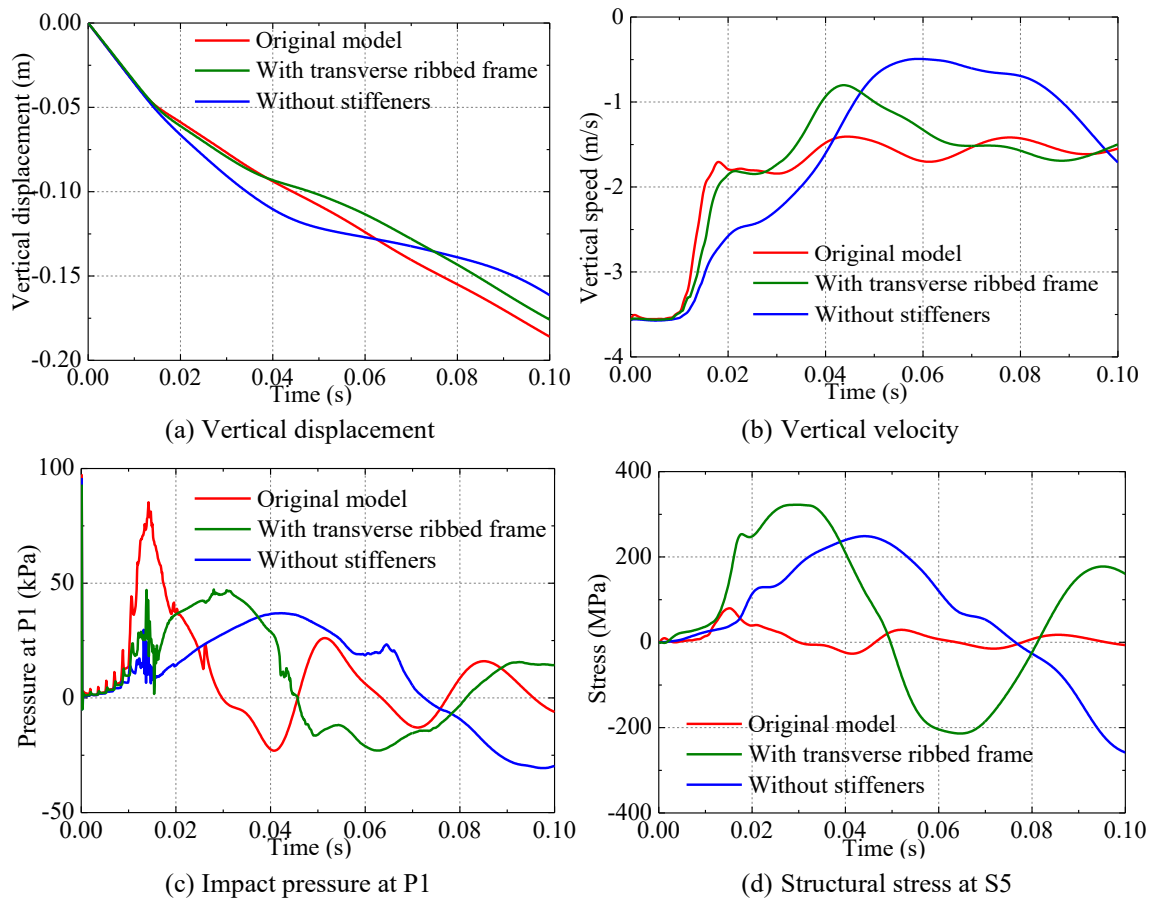 0.00
-0.05
-0.10
-0.15
-0.20
Vertical displacement (m)
Original model
With transverse ribbed frame
Without stiffeners
0.00 0.02 0.04 0.06 0.08 0.10
Time (s)
(a) Vertical displacement
0
-1
-2
-3
-4
Vertical speed (m/s)
Original model
With transverse ribbed frame
Without stiffeners
0.00 0.02 0.04 0.06 0.08 0.10
Time (s)
(b) Vertical velocity
100
50
0
-50
Pressure at P1 (kPa)
Original model
With transverse ribbed frame
Without stiffeners
0.00 0.02 0.04 0.06 0.08 0.10
Time (s)
(c) Impact pressure at P1
400
200
0
-200
-400
Stress (MPa)
Original model
With transverse ribbed frame
Without stiffeners
0.00 0.02 0.04 0.06 0.08 0.10
Time (s)
(d) Structural stress at S5